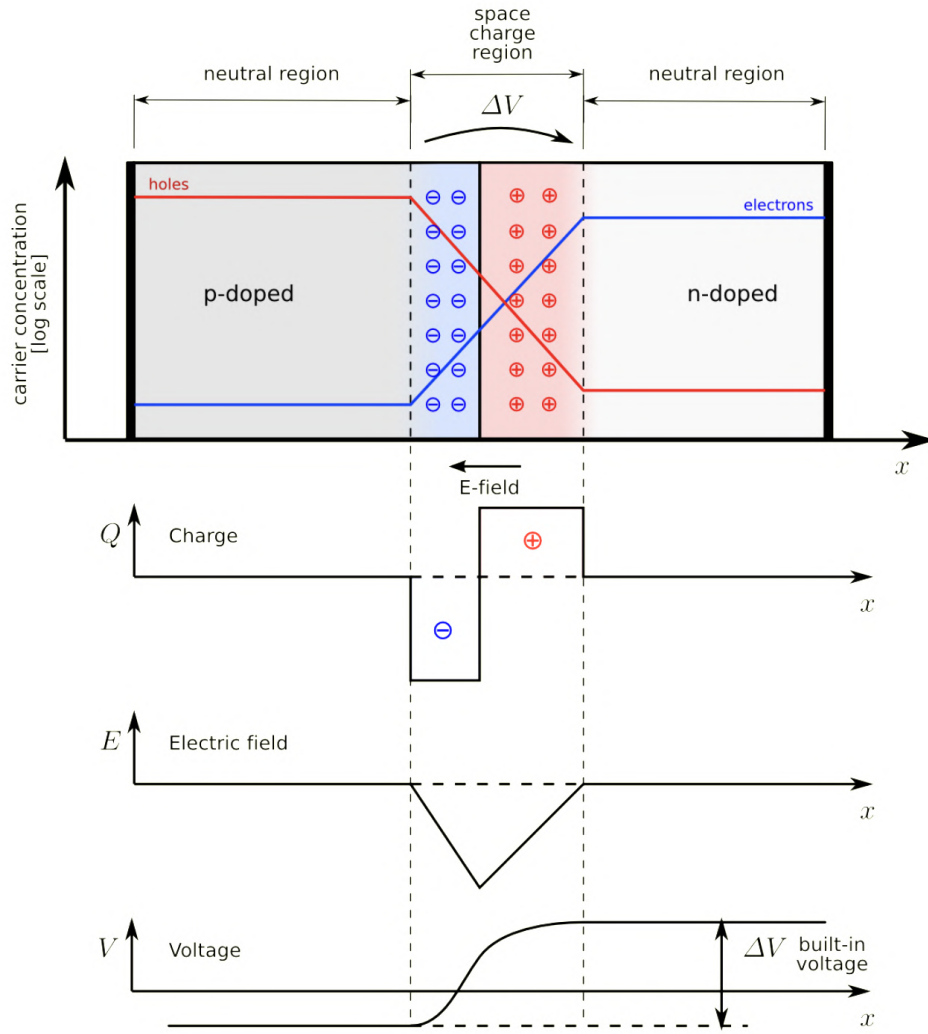 space
charge
region
neutral region
neutral region
ΔV
holes
electrons
carrier concentration
[log scale]
p-doped
n-doped
x
E-field
Q
Charge
x
E
Electric field
x
V
Voltage
ΔV
built-in
voltage
x